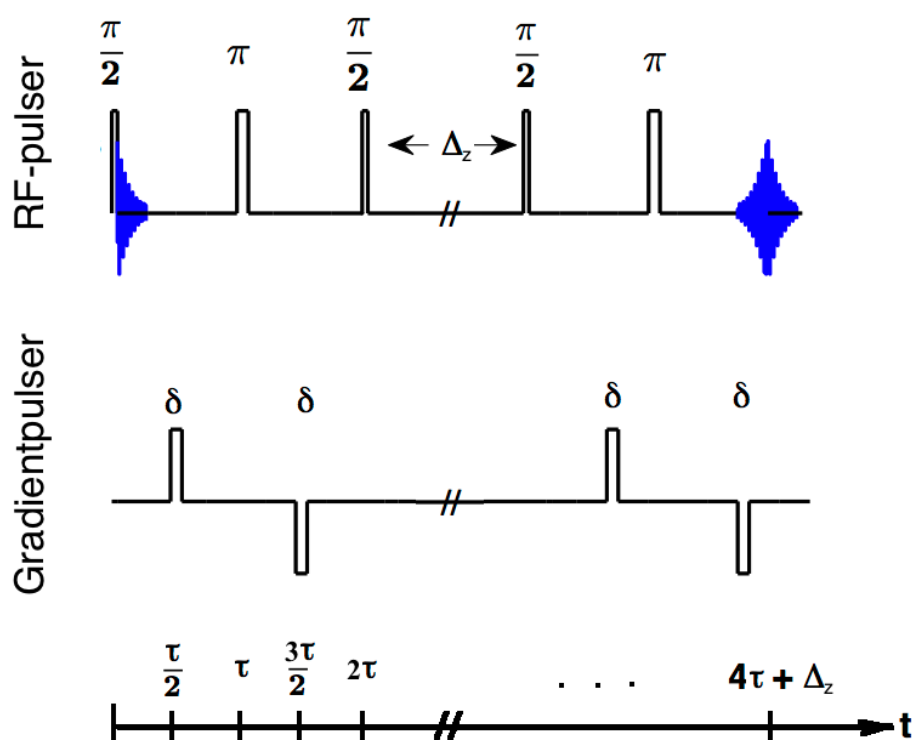 RF-pulser
π/2 π π/2 π/2 π
Δz
//
Gradientpulser
δ δ δ δ
//
τ/2 τ 3τ/2 2τ . . . 4τ + Δz
// t